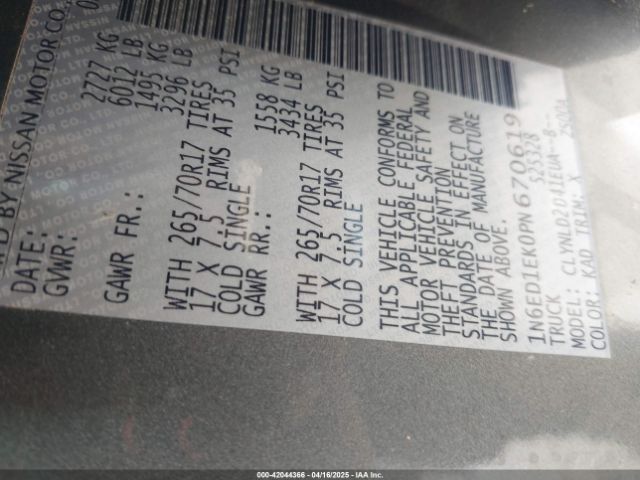 D BY NISSAN MOTOR CO.
DATE:
GVWR: 2727 KG
6012 LB
GAWR FR.: 1495 KG
3296 LB
WITH 265/70R17 TIRES
17 X 7.5 RIMS AT 35 PSI
COLD SINGLE
GAWR RR.: 1558 KG
3434 LB
WITH 265/70R17 TIRES
17 X 7.5 RIMS AT 35 PSI
COLD SINGLE
THIS VEHICLE CONFORMS TO
ALL APPLICABLE FEDERAL
MOTOR VEHICLE SAFETY AND
THEFT PREVENTION
STANDARDS IN EFFECT ON
THE DATE OF MANUFACTURE
SHOWN ABOVE.
1N6ED1EK0PN670619
TRUCK 525328
MODEL: CLYNLD2D41EUA--B--
COLOR: KAD TRIM: X 2S00A
000-42044366 | 04/16/2025 | IAA Inc.